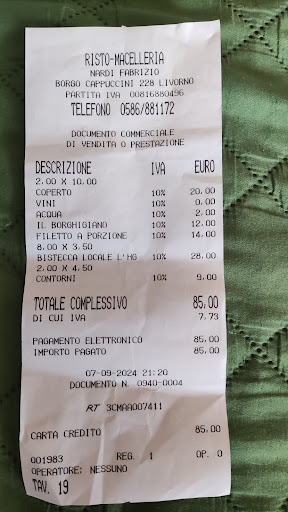 RISTO-MACELLERIA
NARDI FABRIZIO
BORGO CAPPUCCINI 228 LIVORNO
PARTITA IVA 00816880496
TELEFONO 0586/881172
DOCUMENTO COMMERCIALE
DI VENDITA O PRESTAZIONE
DESCRIZIONE IVA EURO
2,00 X 10,00
COPERTO 10% 20,00
VINI 10% 0,00
ACQUA 10% 2,00
IL BORGHIGIANO 10% 12,00
FILETTO A PORZIONE 10% 14,00
8,00 X 3,50
BISTECCA LOCALE L'HG 10% 28,00
2,00 X 4,50
CONTORNI 10% 9,00
TOTALE COMPLESSIVO 85,00
DI CUI IVA 7,73
PAGAMENTO ELETTRONICO 85,00
IMPORTO PAGATO 85,00
07-09-2024 21:20
DOCUMENTO N. 0940-0004
RT 3CMAA007411
CARTA CREDITO 85,00
001983 REG. 1 OP. 0
OPERATORE: NESSUNO
TAV. 19